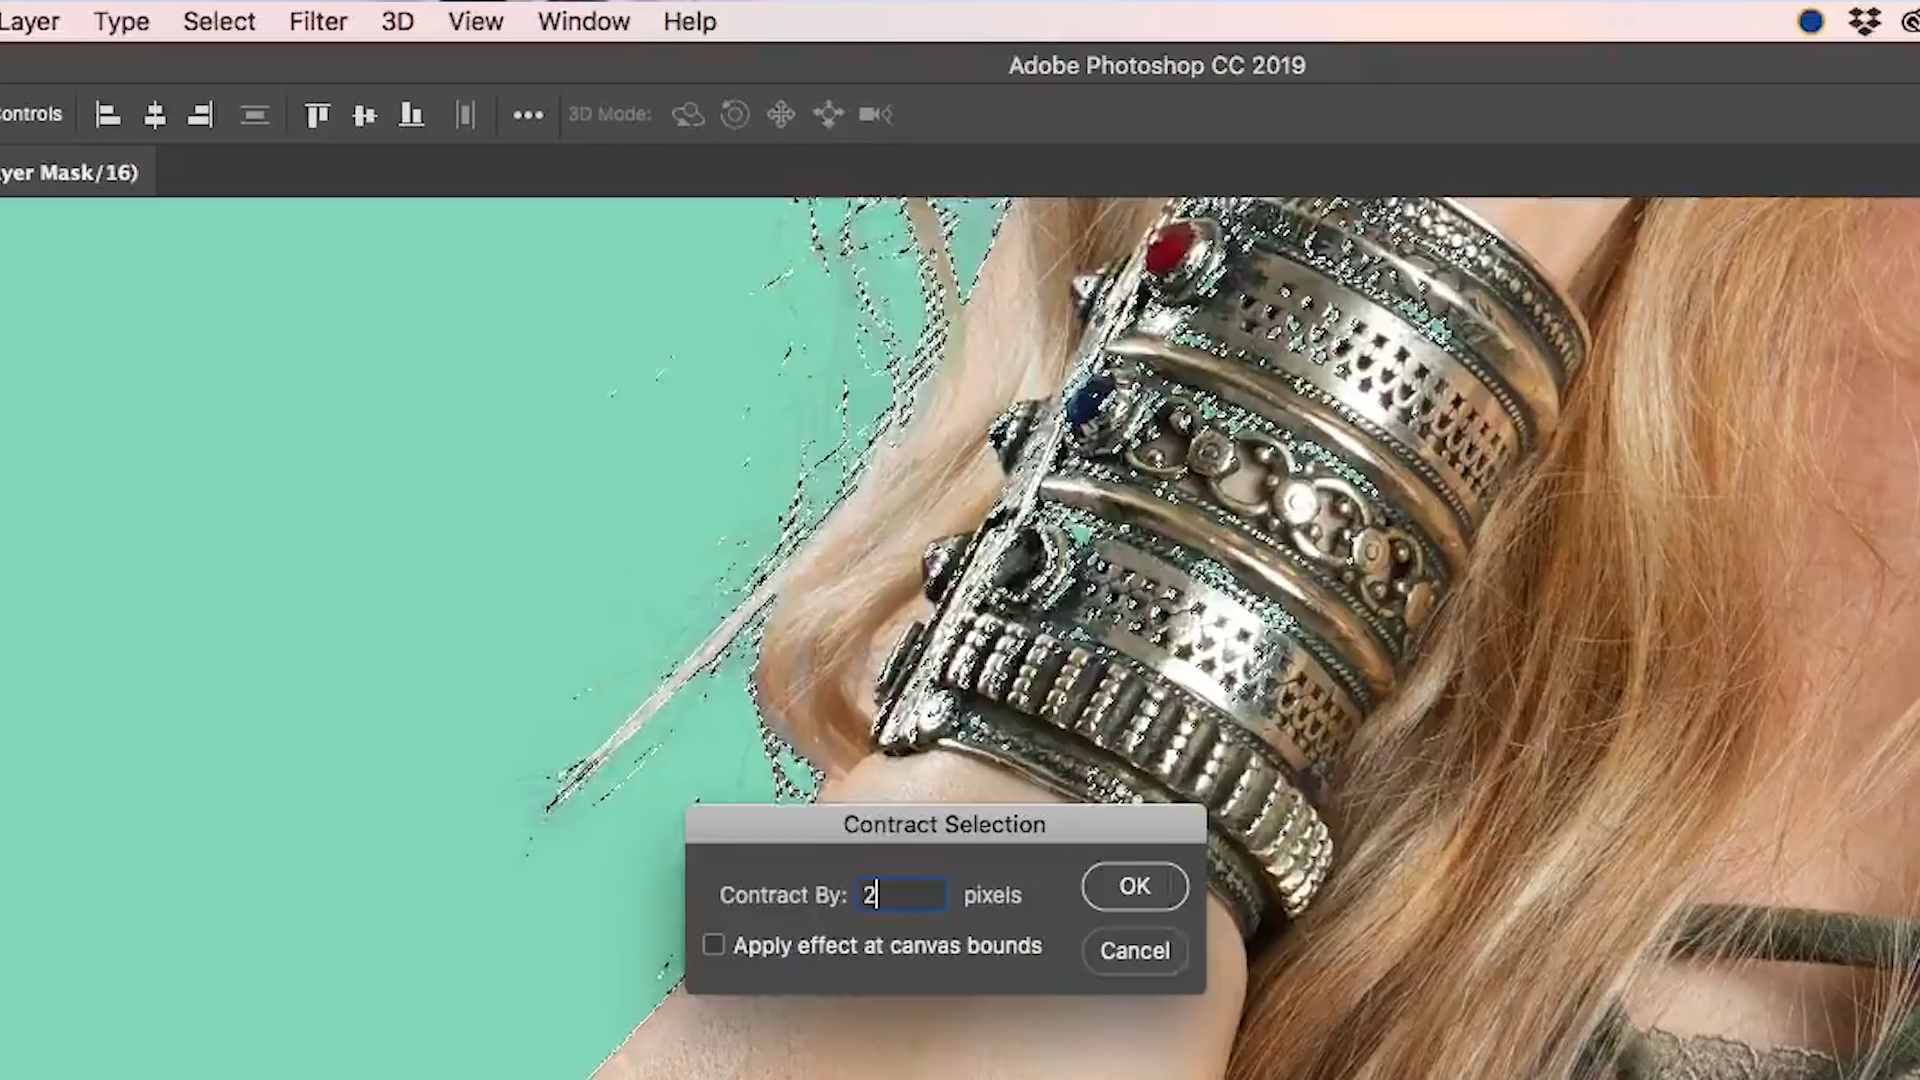 Layer Type Select Filter 3D View Window Help
Adobe Photoshop CC 2019
ontrols 3D Mode:
yer Mask/16)
Contract Selection
Contract By: 2 pixels
OK
Apply effect at canvas bounds
Cancel